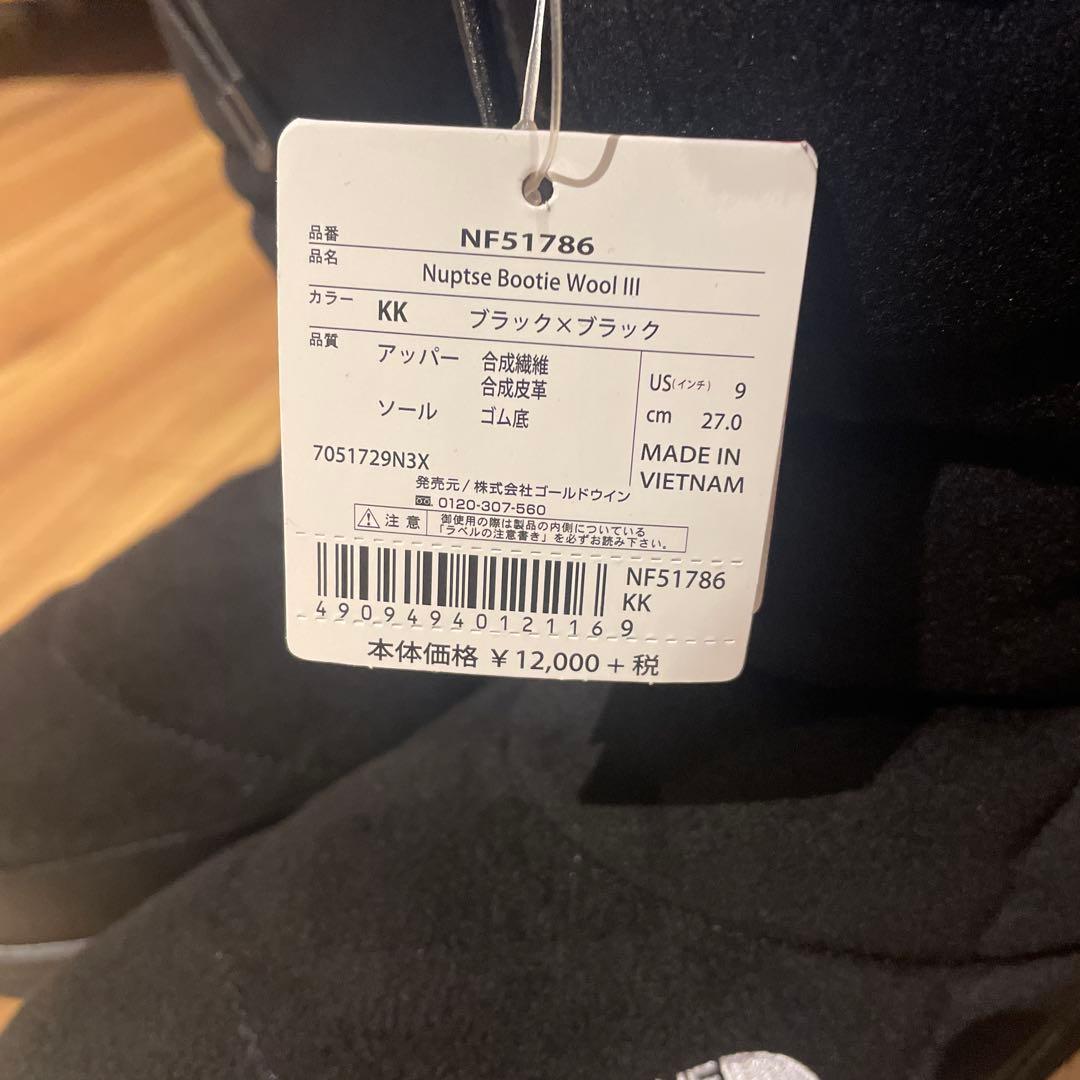 品番 NF51786
品名 Nuptse Bootie Wool III
カラー KK ブラック×ブラック
品質 アッパー 合成繊維
合成皮革
ソール ゴム底
US(インチ) 9
cm 27.0
MADE IN
VIETNAM
7051729N3X
発売元/株式会社ゴールドウイン
0120-307-560
注意 御使用の際は製品の内側についている
「ラベルの注意書き」を必ずお読み下さい。
NF51786
KK
4909494012116 9
本体価格 ¥12,000+税